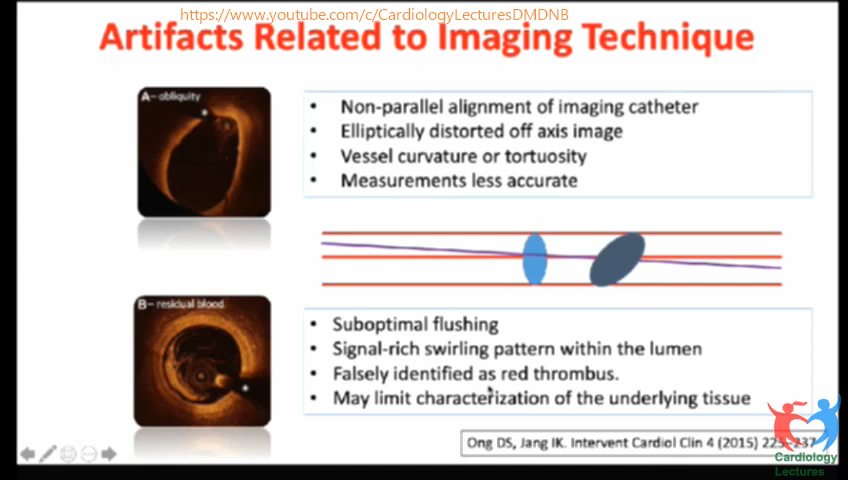 https://www.youtube.com/c/CardiologyLecturesDMDNB
Artifacts Related to Imaging Technique
A– obliquity
• Non-parallel alignment of imaging catheter
• Elliptically distorted off axis image
• Vessel curvature or tortuosity
• Measurements less accurate
B– residual blood
• Suboptimal flushing
• Signal-rich swirling pattern within the lumen
• Falsely identified as red thrombus.
• May limit characterization of the underlying tissue
Ong DS, Jang IK. Intervent Cardiol Clin 4 (2015) 225–237
Cardiology
Lectures